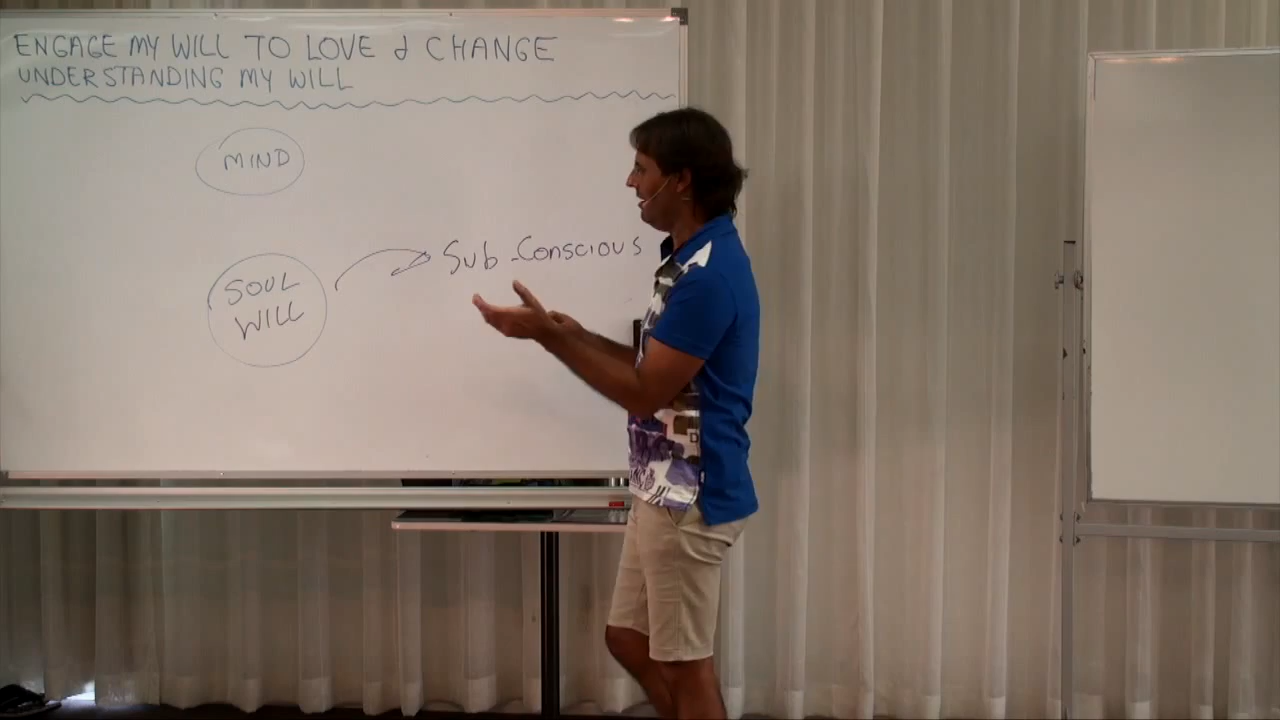 ENGAGE MY WILL TO LOVE & CHANGE
UNDERSTANDING MY WILL
MIND
Sub-Conscious
SOUL
WILL